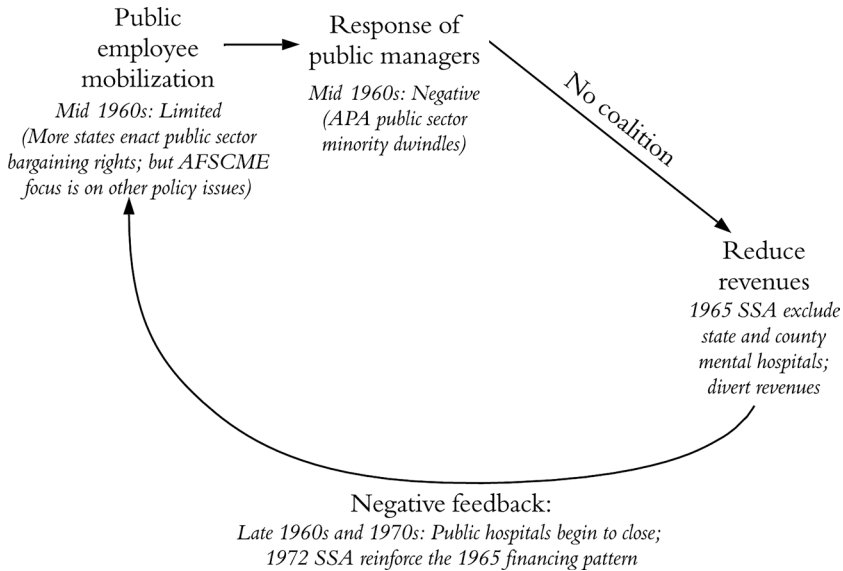 Public
employee
mobilization
Mid 1960s: Limited
(More states enact public sector
bargaining rights; but AFSCME
focus is on other policy issues)
Response of
public managers
Mid 1960s: Negative
(APA public sector
minority dwindles)
No coalition
Reduce
revenues
1965 SSA exclude
state and county
mental hospitals;
divert revenues
Negative feedback:
Late 1960s and 1970s: Public hospitals begin to close;
1972 SSA reinforce the 1965 financing pattern